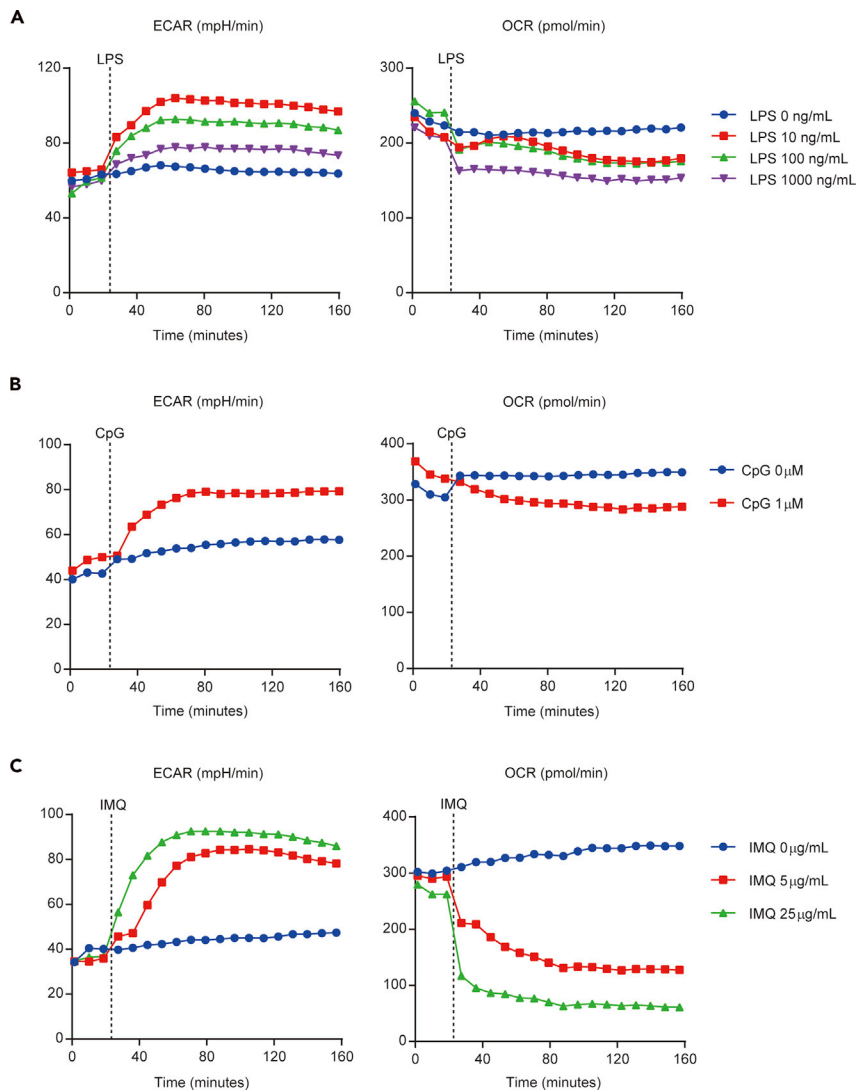 A
ECAR (mpH/min)
OCR (pmol/min)
LPS
LPS
120
80
40
0
0 40 80 120 160
Time (minutes)
300
200
100
0
0 40 80 120 160
Time (minutes)
LPS 0 ng/mL
LPS 10 ng/mL
LPS 100 ng/mL
LPS 1000 ng/mL
B
ECAR (mpH/min)
OCR (pmol/min)
CpG
CpG
100
80
60
40
20
0
0 40 80 120 160
Time (minutes)
400
300
200
100
0
0 40 80 120 160
Time (minutes)
CpG 0μM
CpG 1μM
C
ECAR (mpH/min)
OCR (pmol/min)
IMQ
IMQ
100
80
60
40
20
0
0 40 80 120 160
Time (minutes)
400
300
200
100
0
0 40 80 120 160
Time (minutes)
IMQ 0μg/mL
IMQ 5μg/mL
IMQ 25μg/mL